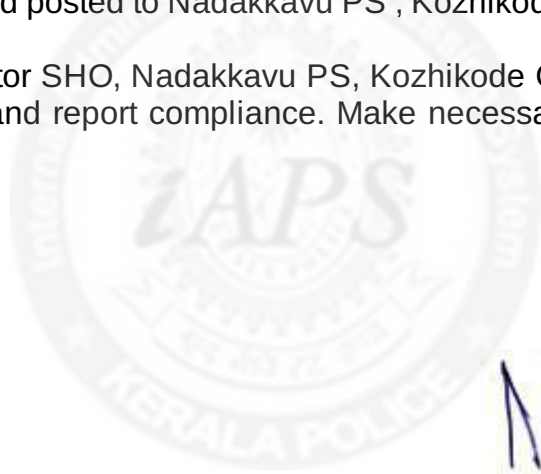 d posted to Nadakkavu PS , Kozhikod
tor SHO, Nadakkavu PS, Kozhikode
and report compliance. Make necessa
iAPS
KERALA POLICE